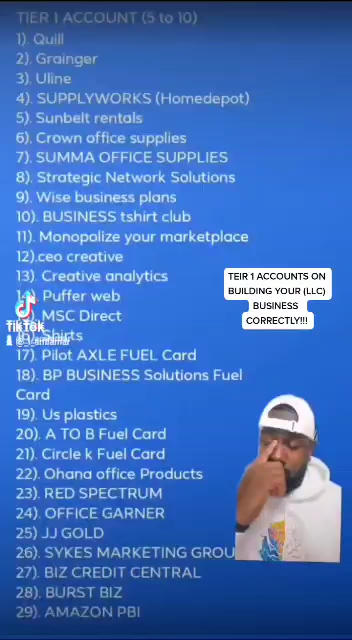 TIER 1 ACCOUNT (5 to 10)
1). Quill
2). Grainger
3). Uline
4). SUPPLYWORKS (Homedepot)
5). Sunbelt rentals
6). Crown office supplies
7). SUMMA OFFICE SUPPLIES
8). Strategic Network Solutions
9). Wise business plans
10). BUSINESS tshirt club
11). Monopolize your marketplace
12).ceo creative
13). Creative analytics
Puffer web
MSC Direct
Shirts
17). Pilot AXLE FUEL Card
18). BP BUSINESS Solutions Fuel
Card
19). Us plastics
20). A TO B Fuel Card
21). Circle k Fuel Card
22). Ohana office Products
23). RED SPECTRUM
24). OFFICE GARNER
25) JJ GOLD
26). SYKES MARKETING GROU
27). BIZ CREDIT CENTRAL
28). BURST BIZ
29). AMAZON PBI
TEIR 1 ACCOUNTS ON
BUILDING YOUR (LLC)
BUSINESS
CORRECTLY!!!
TikTok